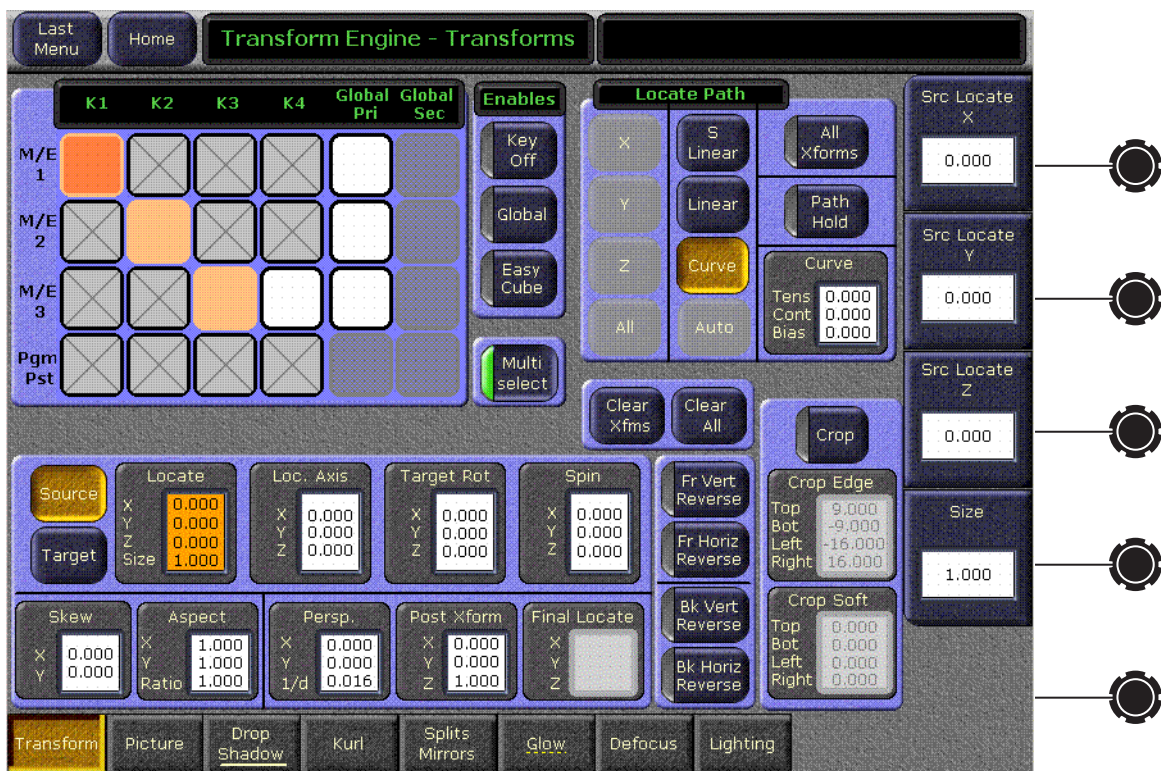 Last
Menu
Home
Transform Engine - Transforms
K1 K2 K3 K4 Global Pri Global Sec
M/E 1
M/E 2
M/E 3
Pgm Pst
Enables
Key Off
Global
Easy Cube
Multi select
Locate Path
X
Y
Z
All
S Linear
Linear
Curve
Auto
All Xforms
Path Hold
Curve
Tens 0.000
Cont 0.000
Bias 0.000
Clear Xfms
Clear All
Src Locate X
0.000
Src Locate Y
0.000
Src Locate Z
0.000
Size
1.000
Source
Target
Locate
X 0.000
Y 0.000
Z 0.000
Size 1.000
Loc. Axis
X 0.000
Y 0.000
Z 0.000
Target Rot
X 0.000
Y 0.000
Z 0.000
Spin
X 0.000
Y 0.000
Z 0.000
Skew
X 0.000
Y 0.000
Aspect
X 1.000
Y 1.000
Ratio 1.000
Persp.
X 0.000
Y 0.000
1/d 0.016
Post Xform
X 0.000
Y 0.000
Z 1.000
Final Locate
X
Y
Z
Fr Vert Reverse
Fr Horiz Reverse
Bk Vert Reverse
Bk Horiz Reverse
Crop
Crop Edge
Top 9.000
Bot -9.000
Left -16.000
Right 16.000
Crop Soft
Top 0.000
Bot 0.000
Left 0.000
Right 0.000
Transform
Picture
Drop Shadow
Kurl
Splits Mirrors
Glow
Defocus
Lighting